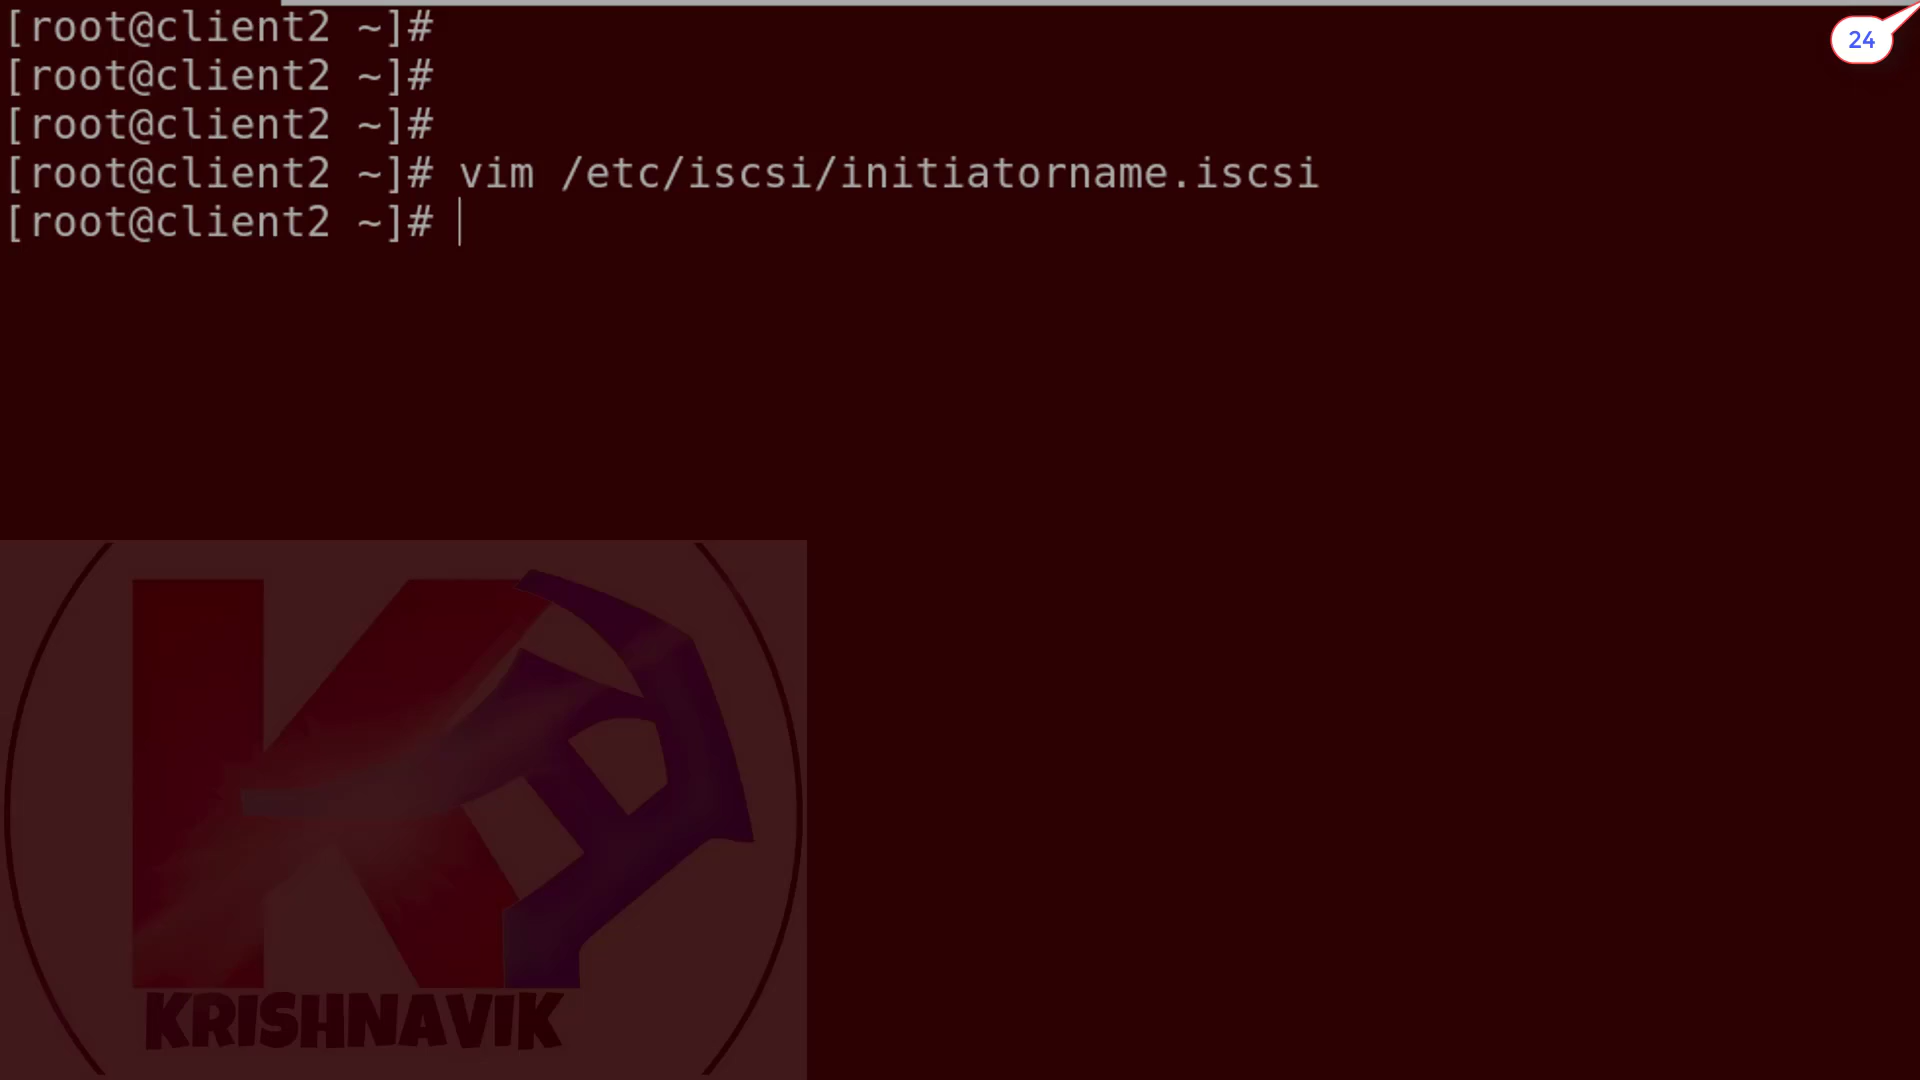 [root@client2 ~]#
24
[root@client2 ~]#
[root@client2 ~]#
[root@client2 ~]# vim /etc/iscsi/initiatorname.iscsi
[root@client2 ~]#
KRISHNAVIK